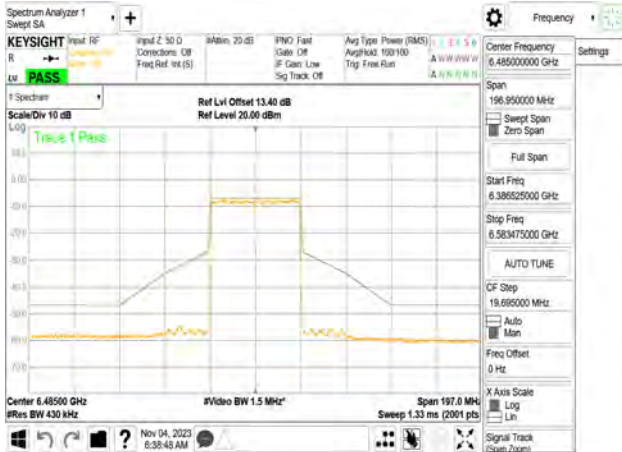 Spectrum Analyzer 1
Swept SA
+
Frequency
KEYSIGHT
Input: RF
Input Z: 50 Ω
Corrections: Off
Freq Ref: Int (S)
#Atten: 20 dB
PNO: Fast
Gate: Off
IF Gain: Low
Sig Track: Off
Avg Type: Power (RMS)
Avg|Hold: 100/100
Trig: Free Run
R
PASS
1 Spectrum
Scale/Div 10 dB
Ref Lvl Offset 13.40 dB
Ref Level 20.00 dBm
Log
Trace 1 Pass
Center 6.48500 GHz
#Res BW 430 kHz
#Video BW 1.5 MHz*
Span 197.0 MHz
Sweep 1.33 ms (2001 pts
?
Nov 04, 2023
6:38:48 AM
Settings
Center Frequency
6.485000000 GHz
Span
196.950000 MHz
Swept Span
Zero Span
Full Span
Start Freq
6.386525000 GHz
Stop Freq
6.583475000 GHz
AUTO TUNE
CF Step
19.695000 MHz
Auto
Man
Freq Offset
0 Hz
X Axis Scale
Log
Lin
Signal Track
(Span Zoom)